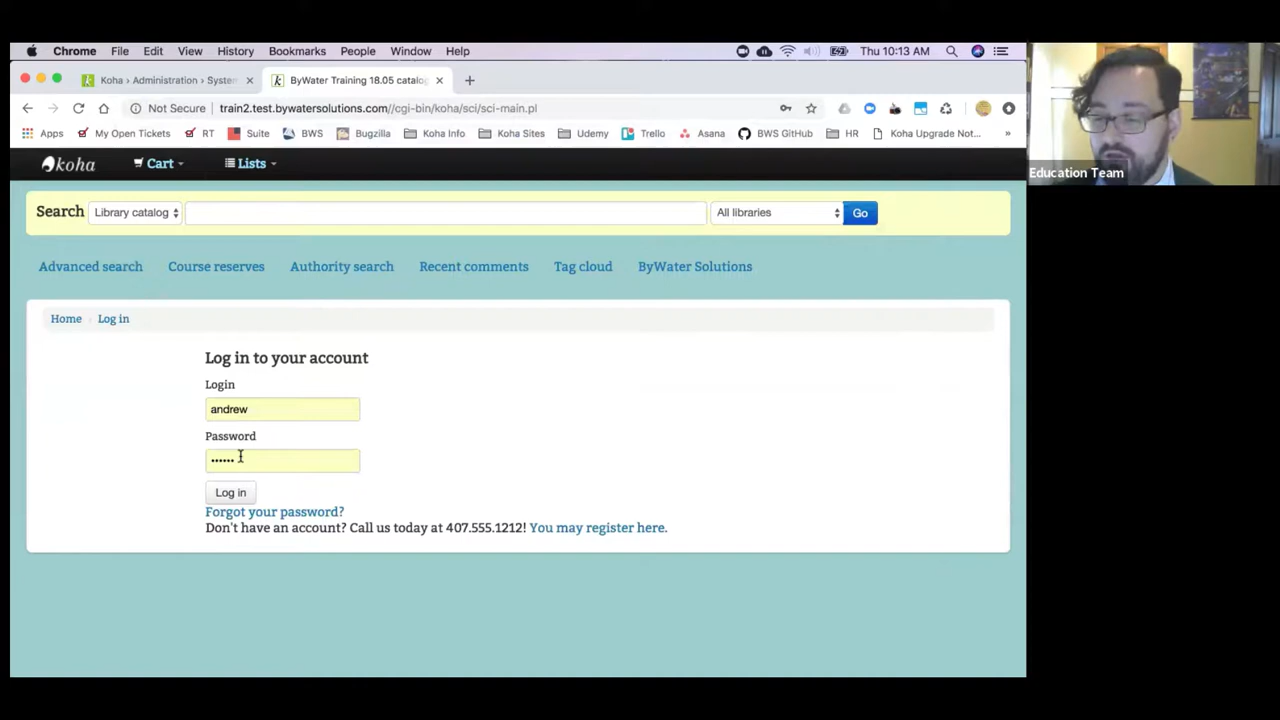 Chrome File Edit View History Bookmarks People Window Help Thu 10:13 AM
Koha › Administration › System ByWater Training 18.05 catalog
Not Secure train2.test.bywatersolutions.com//cgi-bin/koha/sci/sci-main.pl
Apps My Open Tickets RT Suite BWS Bugzilla Koha Info Koha Sites Udemy Trello Asana BWS GitHub HR Koha Upgrade Not... »
koha Cart Lists
Education Team
Search Library catalog All libraries Go
Advanced search Course reserves Authority search Recent comments Tag cloud ByWater Solutions
Home Log in
Log in to your account
Login
andrew
Password
••••••
Log in
Forgot your password?
Don't have an account? Call us today at 407.555.1212! You may register here.